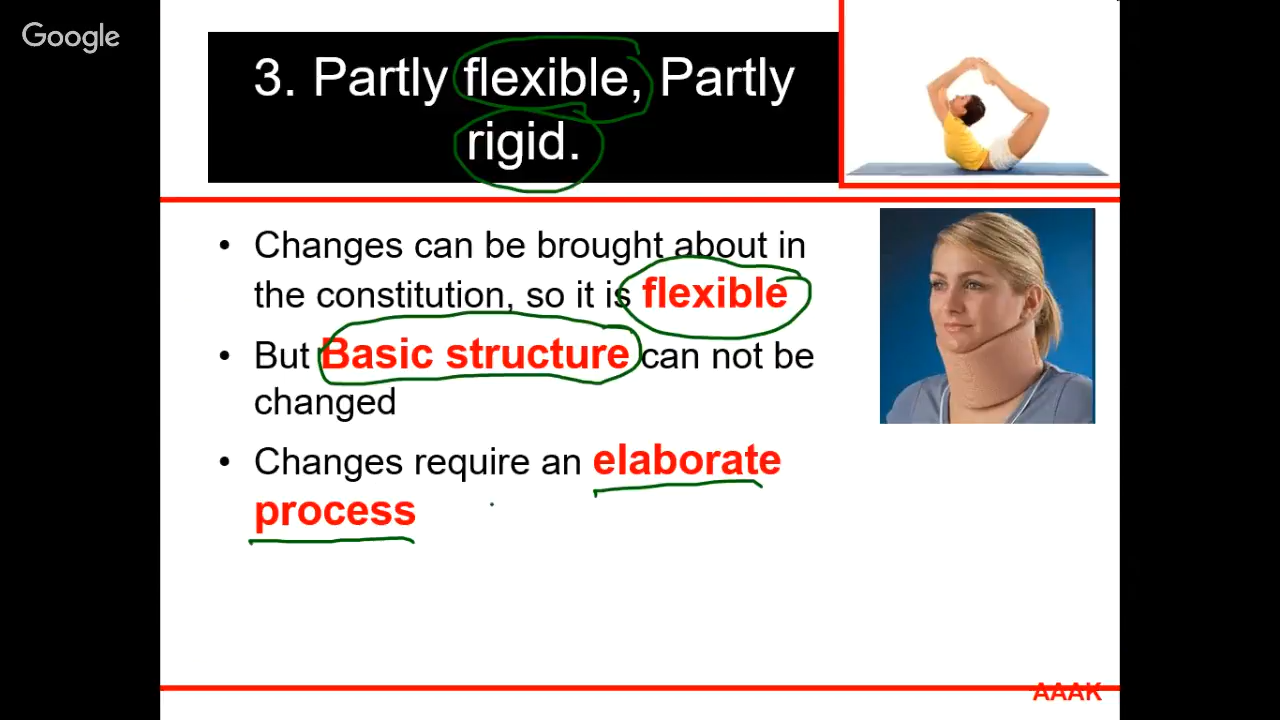 Google
3. Partly flexible, Partly
rigid.
• Changes can be brought about in
the constitution, so it is flexible
• But Basic structure can not be
changed
• Changes require an elaborate
process
AAAK